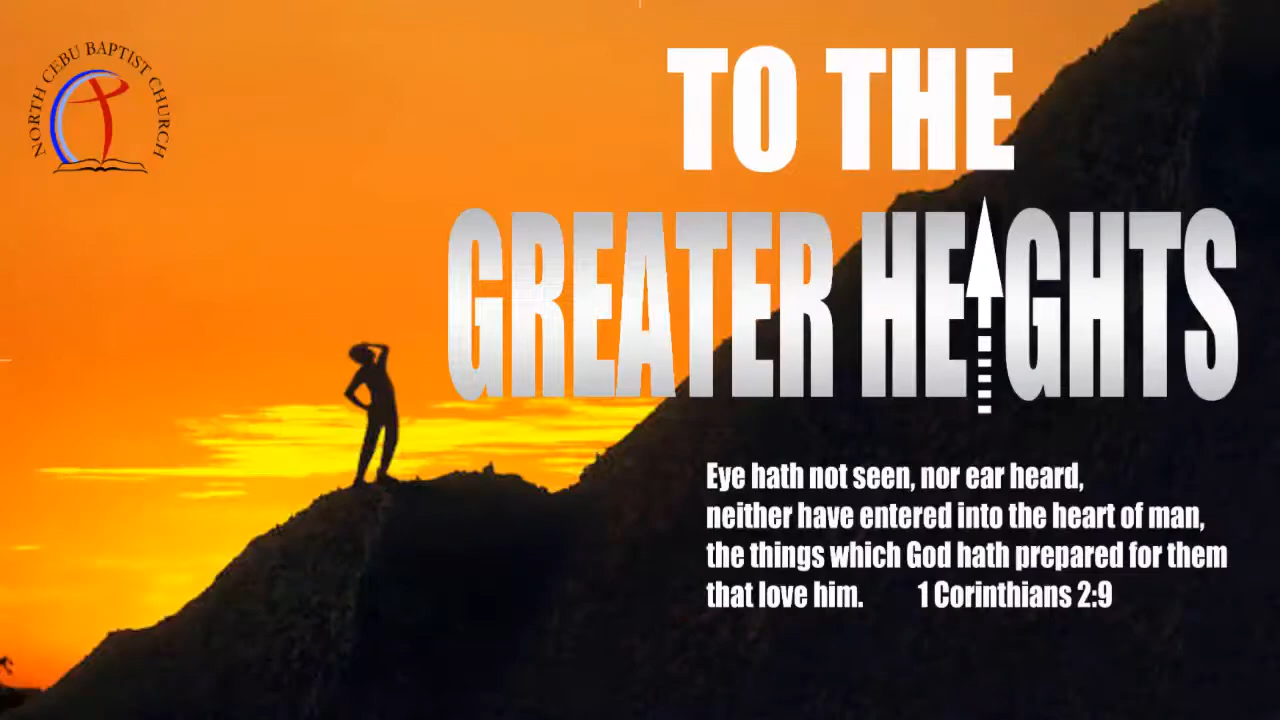 NORTH CEBU BAPTIST CHURCH
TO THE
GREATER HEIGHTS
Eye hath not seen, nor ear heard,
neither have entered into the heart of man,
the things which God hath prepared for them
that love him. 1 Corinthians 2:9